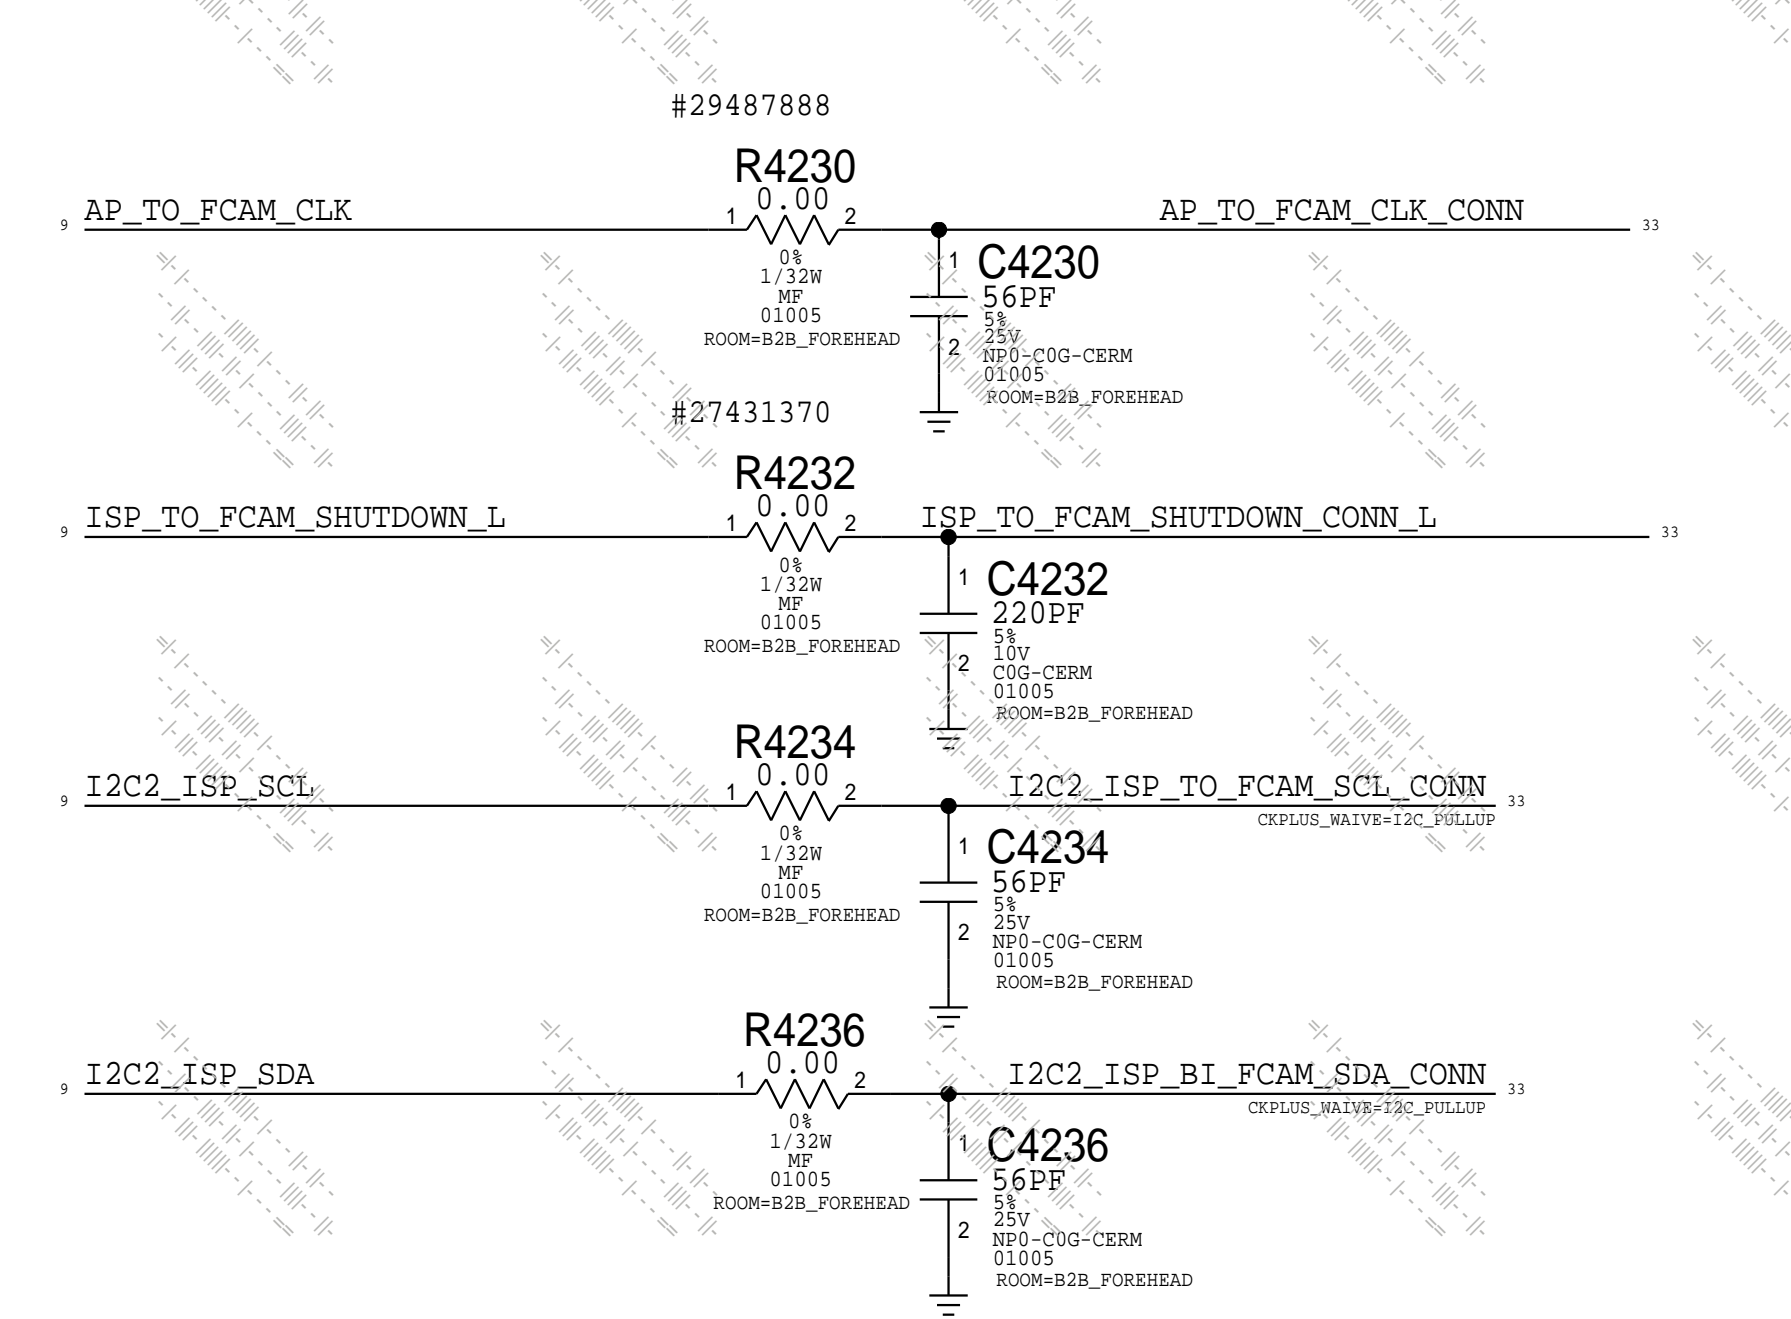 #29487888
R4230
0.00
9 AP_TO_FCAM_CLK 1 2 AP_TO_FCAM_CLK_CONN 33
0%
1/32W
MF
01005
ROOM=B2B_FOREHEAD
1 C4230
56PF
5%
25V
2 NP0-C0G-CERM
01005
ROOM=B2B_FOREHEAD
#27431370
R4232
0.00
9 ISP_TO_FCAM_SHUTDOWN_L 1 2 ISP_TO_FCAM_SHUTDOWN_CONN_L 33
0%
1/32W
MF
01005
ROOM=B2B_FOREHEAD
1 C4232
220PF
5%
10V
2 C0G-CERM
01005
ROOM=B2B_FOREHEAD
R4234
0.00
9 I2C2_ISP_SCL 1 2 I2C2_ISP_TO_FCAM_SCL_CONN 33
CKPLUS_WAIVE=I2C_PULLUP
0%
1/32W
MF
01005
ROOM=B2B_FOREHEAD
1 C4234
56PF
5%
25V
2 NP0-C0G-CERM
01005
ROOM=B2B_FOREHEAD
R4236
0.00
9 I2C2_ISP_SDA 1 2 I2C2_ISP_BI_FCAM_SDA_CONN 33
CKPLUS_WAIVE=I2C_PULLUP
0%
1/32W
MF
01005
ROOM=B2B_FOREHEAD
1 C4236
56PF
5%
25V
2 NP0-C0G-CERM
01005
ROOM=B2B_FOREHEAD